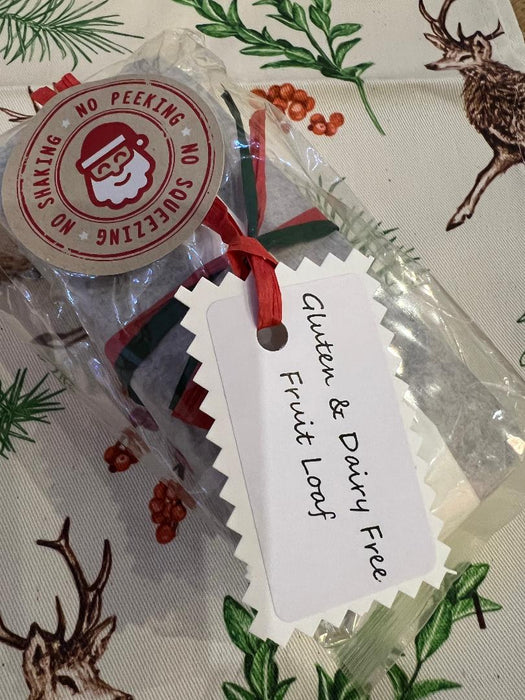 NO PEEKING
NO SQUEEZING
NO SHAKING
Gluten & Dairy Free
Fruit Loaf